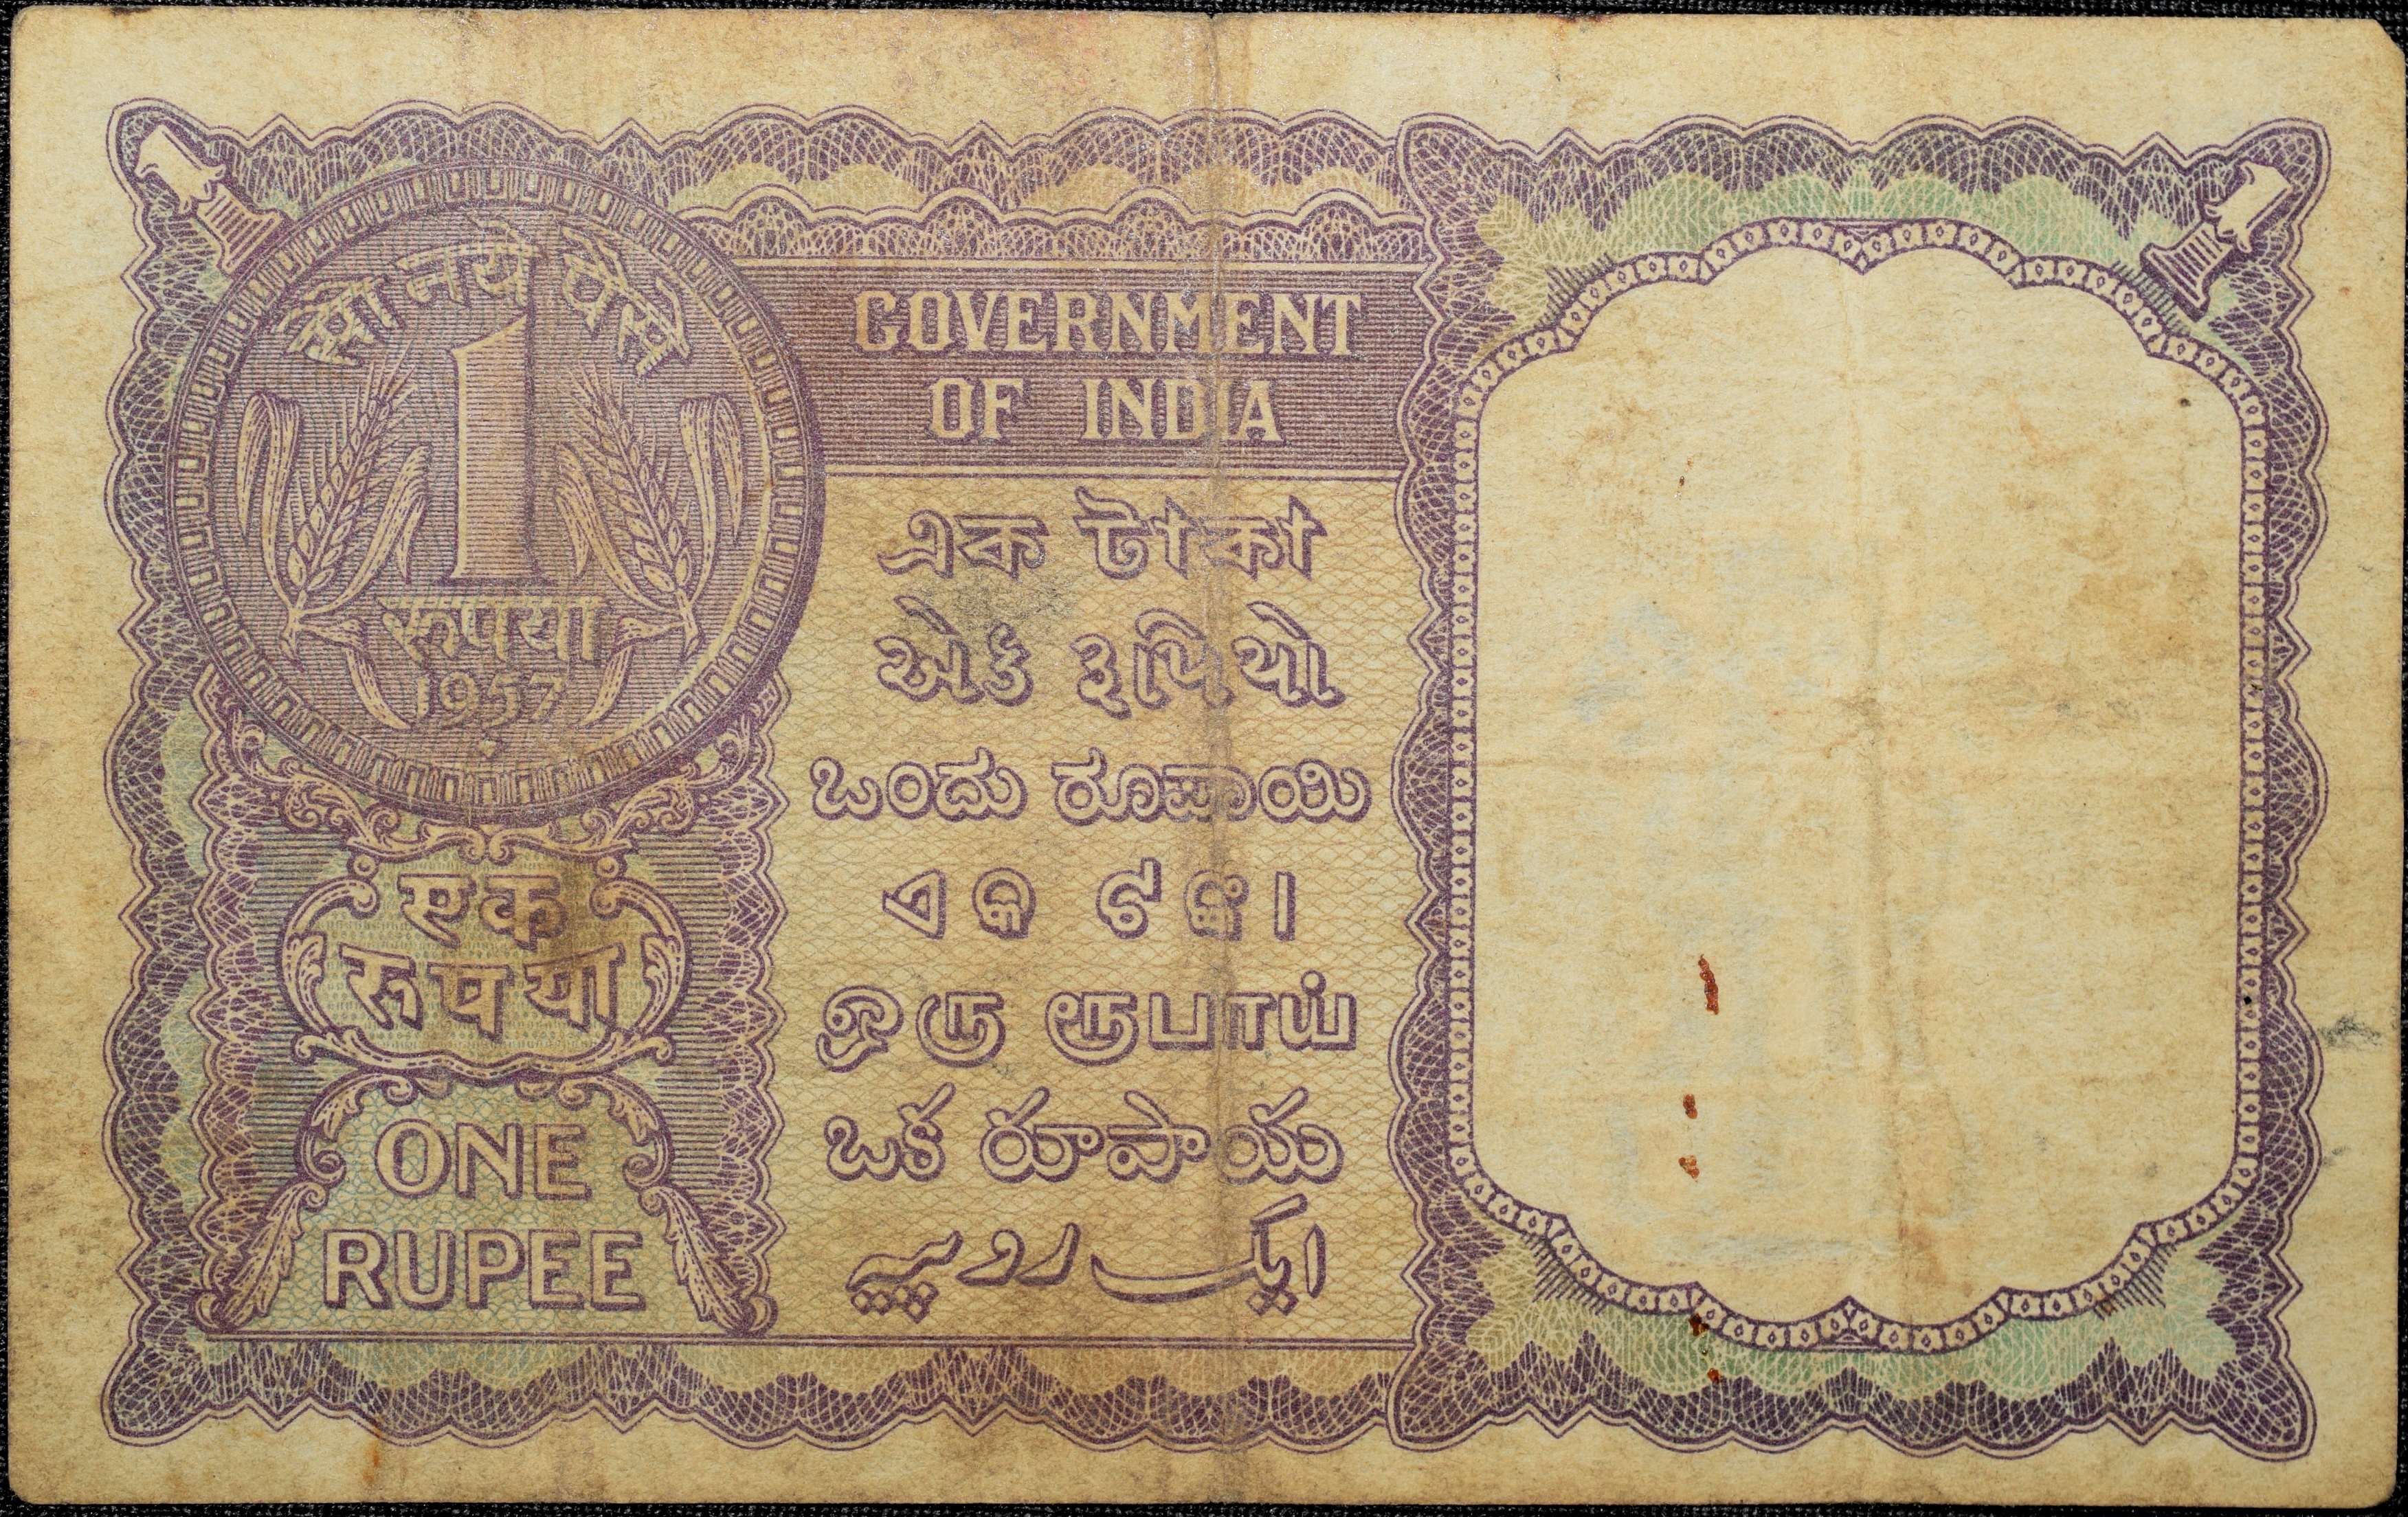 सौ नये पैसे
1
रूपया
1957
एक
रूपया
ONE
RUPEE
GOVERNMENT
OF INDIA
এক টাকা
એક રૂપિયો
ಒಂದು ರೂಪಾಯಿ
ଏକ ଟଙ୍କା
ஒரு ரூபாய்
ఒక రూపాయ
ایک روپیہ